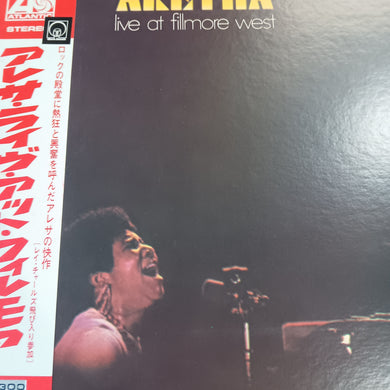 ATLANTIC
STEREO
ARETHA
live at fillmore west
ロックの殿堂に熱狂と興奮を呼んだアレサの快作
[レイ・チャールズ飛び入り参加]
アレサ・ライヴ・アット・フィルモア
300